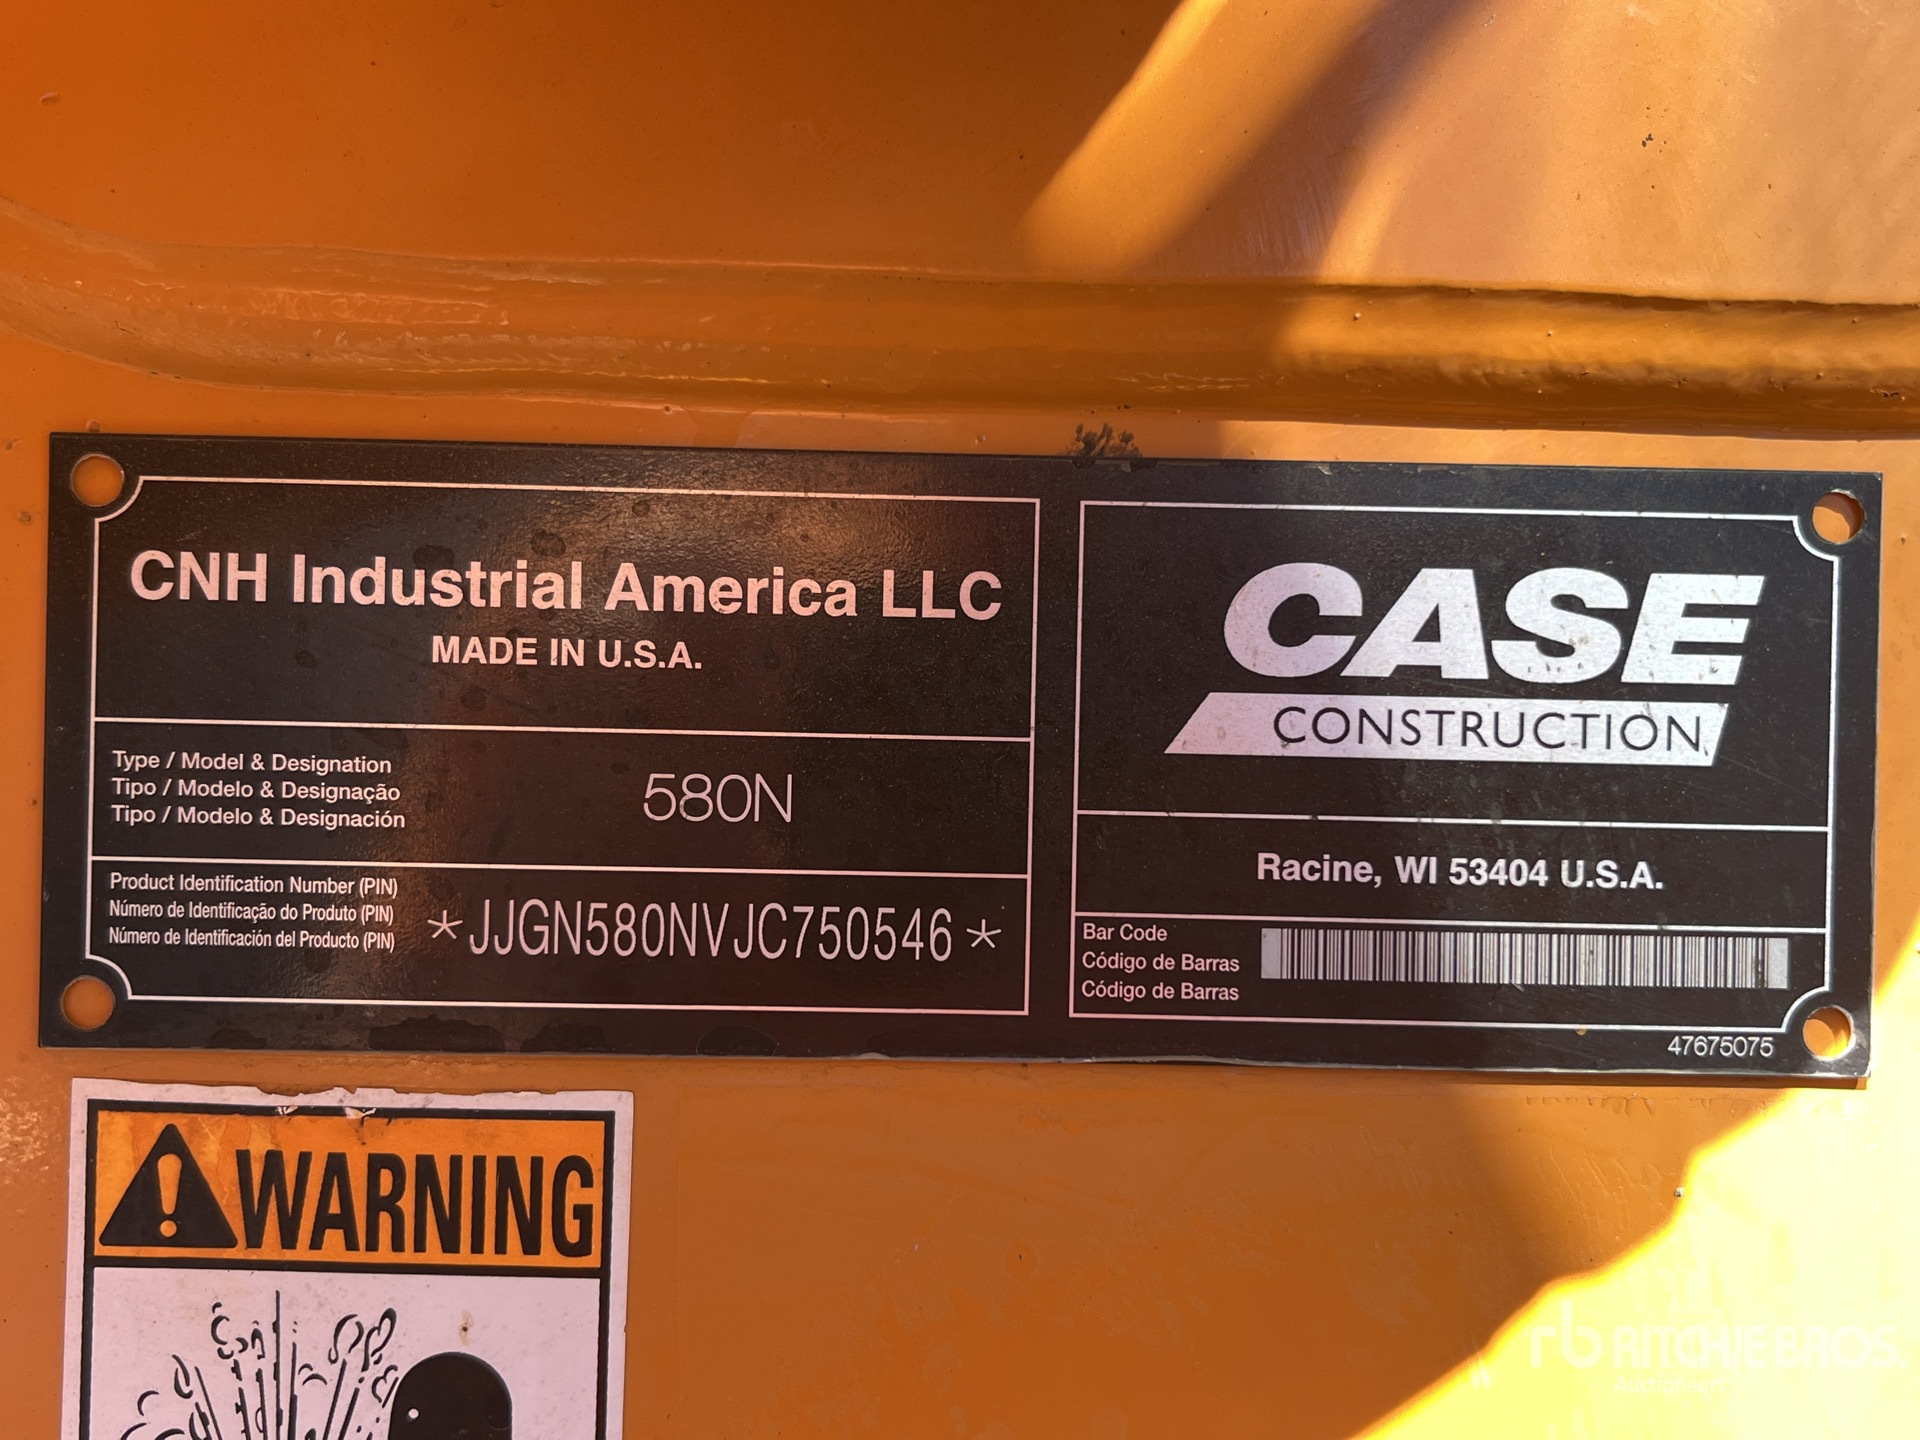 CNH Industrial America LLC
MADE IN U.S.A.
Type / Model & Designation
Tipo / Modelo & Designação
Tipo / Modelo & Designación
580N
Product Identification Number (PIN)
Número de Identificação do Produto (PIN)
Número de Identificación del Producto (PIN)
*JJGN580NVJC750546*
CASE
CONSTRUCTION
Racine, WI 53404 U.S.A.
Bar Code
Código de Barras
Código de Barras
47675075
WARNING
rb RITCHIE BROS.
Auctioneers